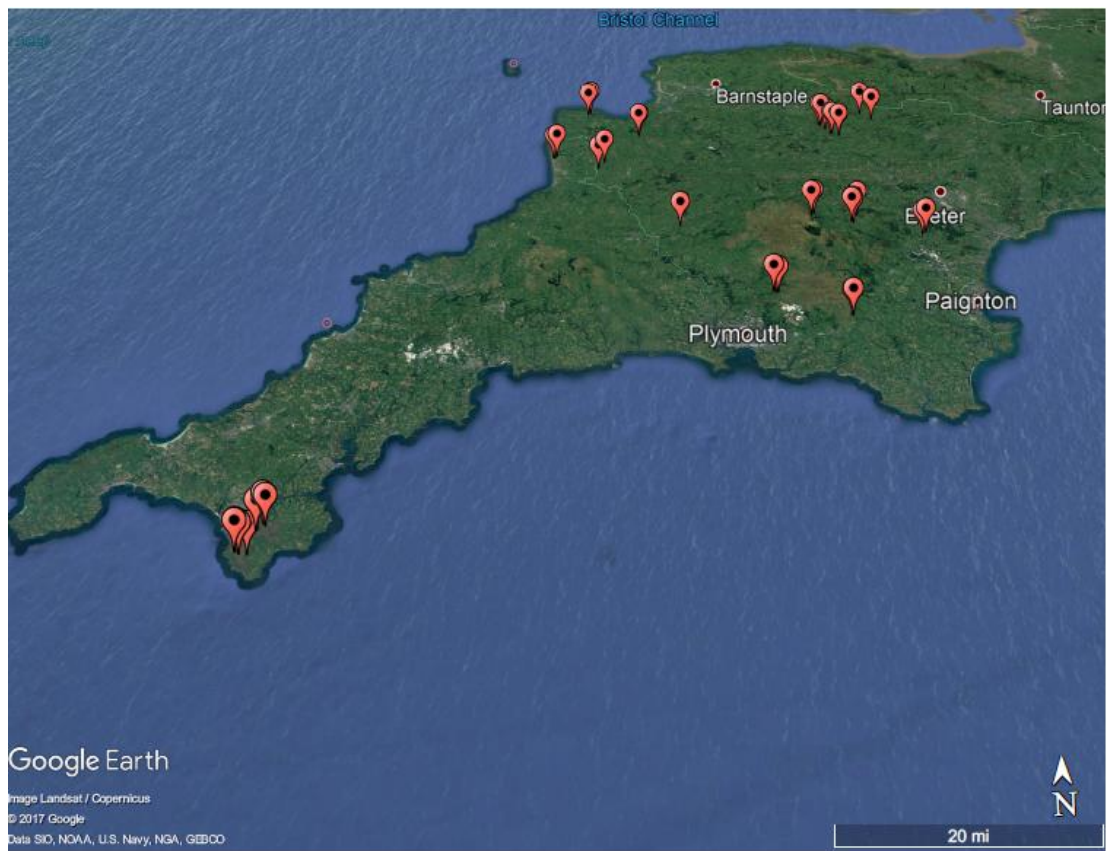 Bristol Channel
Barnstaple
Taunton
Exeter
Paignton
Plymouth
Google Earth
Image Landsat / Copernicus
© 2017 Google
Data SIO, NOAA, U.S. Navy, NGA, GEBCO
N
20 mi